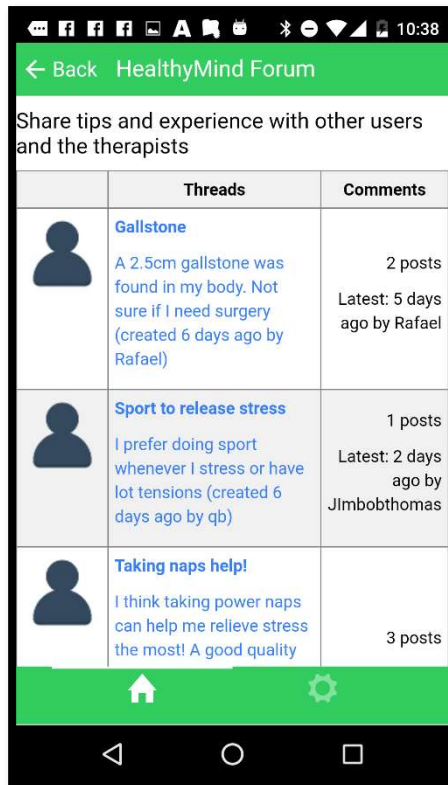 10:38
Back HealthyMind Forum
Share tips and experience with other users
and the therapists
Threads Comments
Gallstone
A 2.5cm gallstone was
found in my body. Not
sure if I need surgery
(created 6 days ago by
Rafael)
2 posts
Latest: 5 days
ago by Rafael
Sport to release stress
I prefer doing sport
whenever I stress or have
lot tensions (created 6
days ago by qb)
1 posts
Latest: 2 days
ago by
JImbobthomas
Taking naps help!
I think taking power naps
can help me relieve stress
the most! A good quality
3 posts